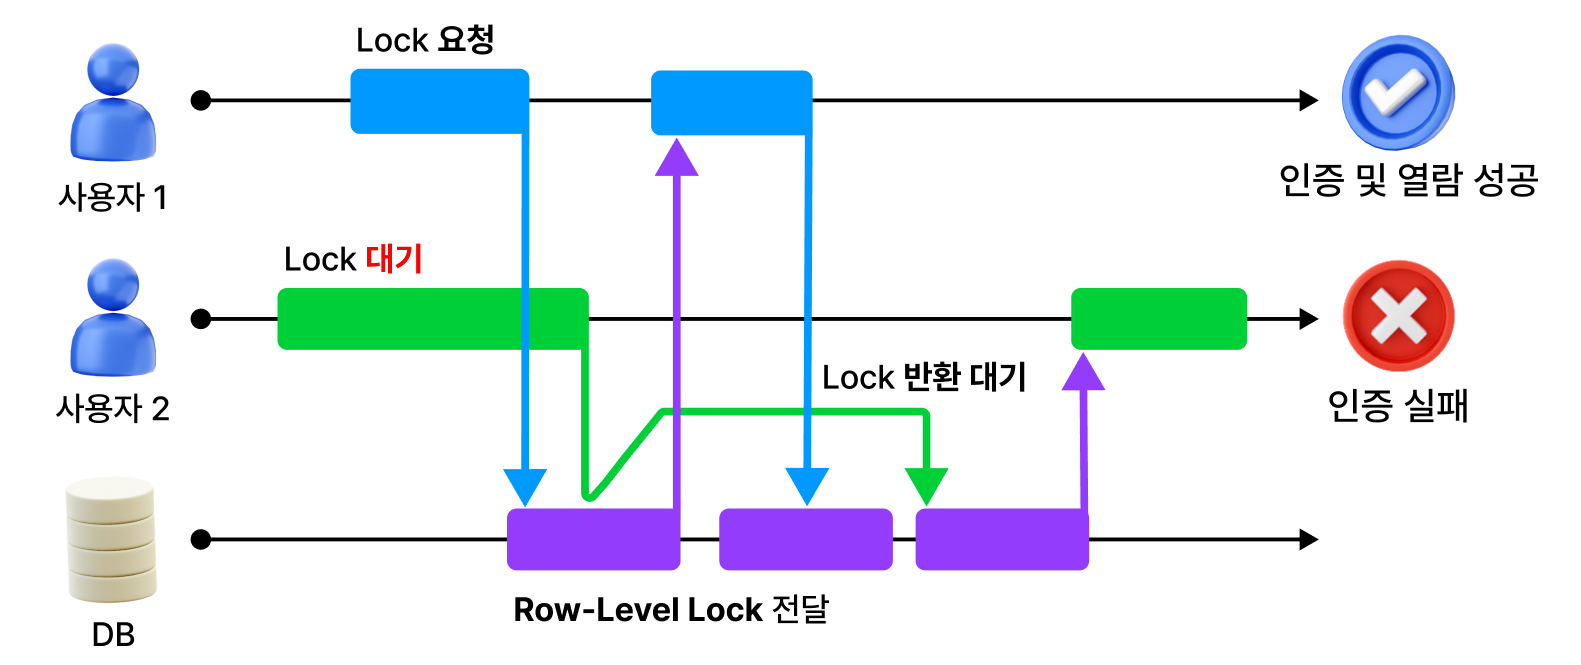 Lock 요청
사용자 1
인증 및 열람 성공
Lock 대기
사용자 2
Lock 반환 대기
인증 실패
Row-Level Lock 전달
DB